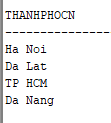 THANHPHOCN
---------------
Ha Noi
Da Lat
TP HCM
Da Nang